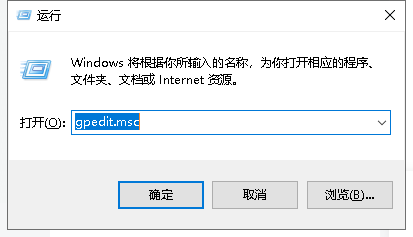 运行
Windows 将根据你所输入的名称，为你打开相应的程序、
文件夹、文档或 Internet 资源。
打开(O): gpedit.msc
确定 取消 浏览(B)...